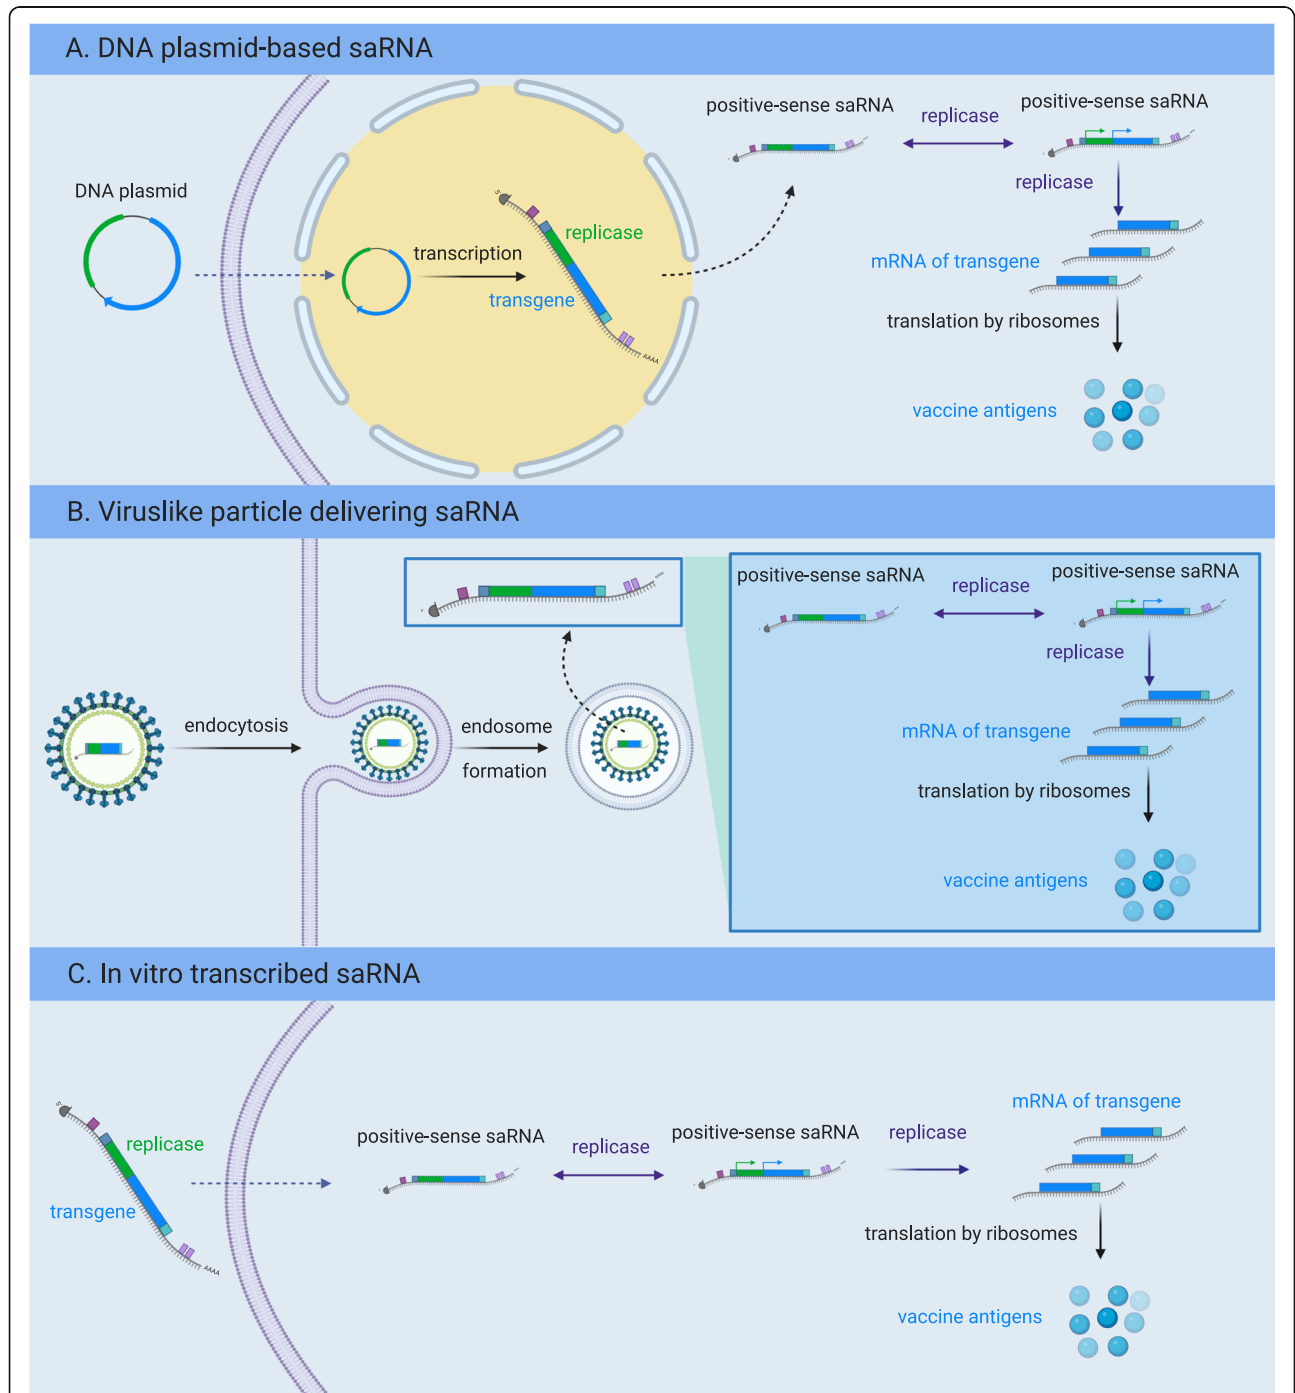 A. DNA plasmid-based saRNA
positive-sense saRNA
replicase
positive-sense saRNA
replicase
DNA plasmid
transcription
replicase
transgene
AAAA
mRNA of transgene
translation by ribosomes
vaccine antigens
B. Viruslike particle delivering saRNA
positive-sense saRNA
replicase
positive-sense saRNA
replicase
endocytosis
endosome
formation
mRNA of transgene
translation by ribosomes
vaccine antigens
C. In vitro transcribed saRNA
replicase
transgene
AAAA
positive-sense saRNA
replicase
positive-sense saRNA
replicase
mRNA of transgene
translation by ribosomes
vaccine antigens